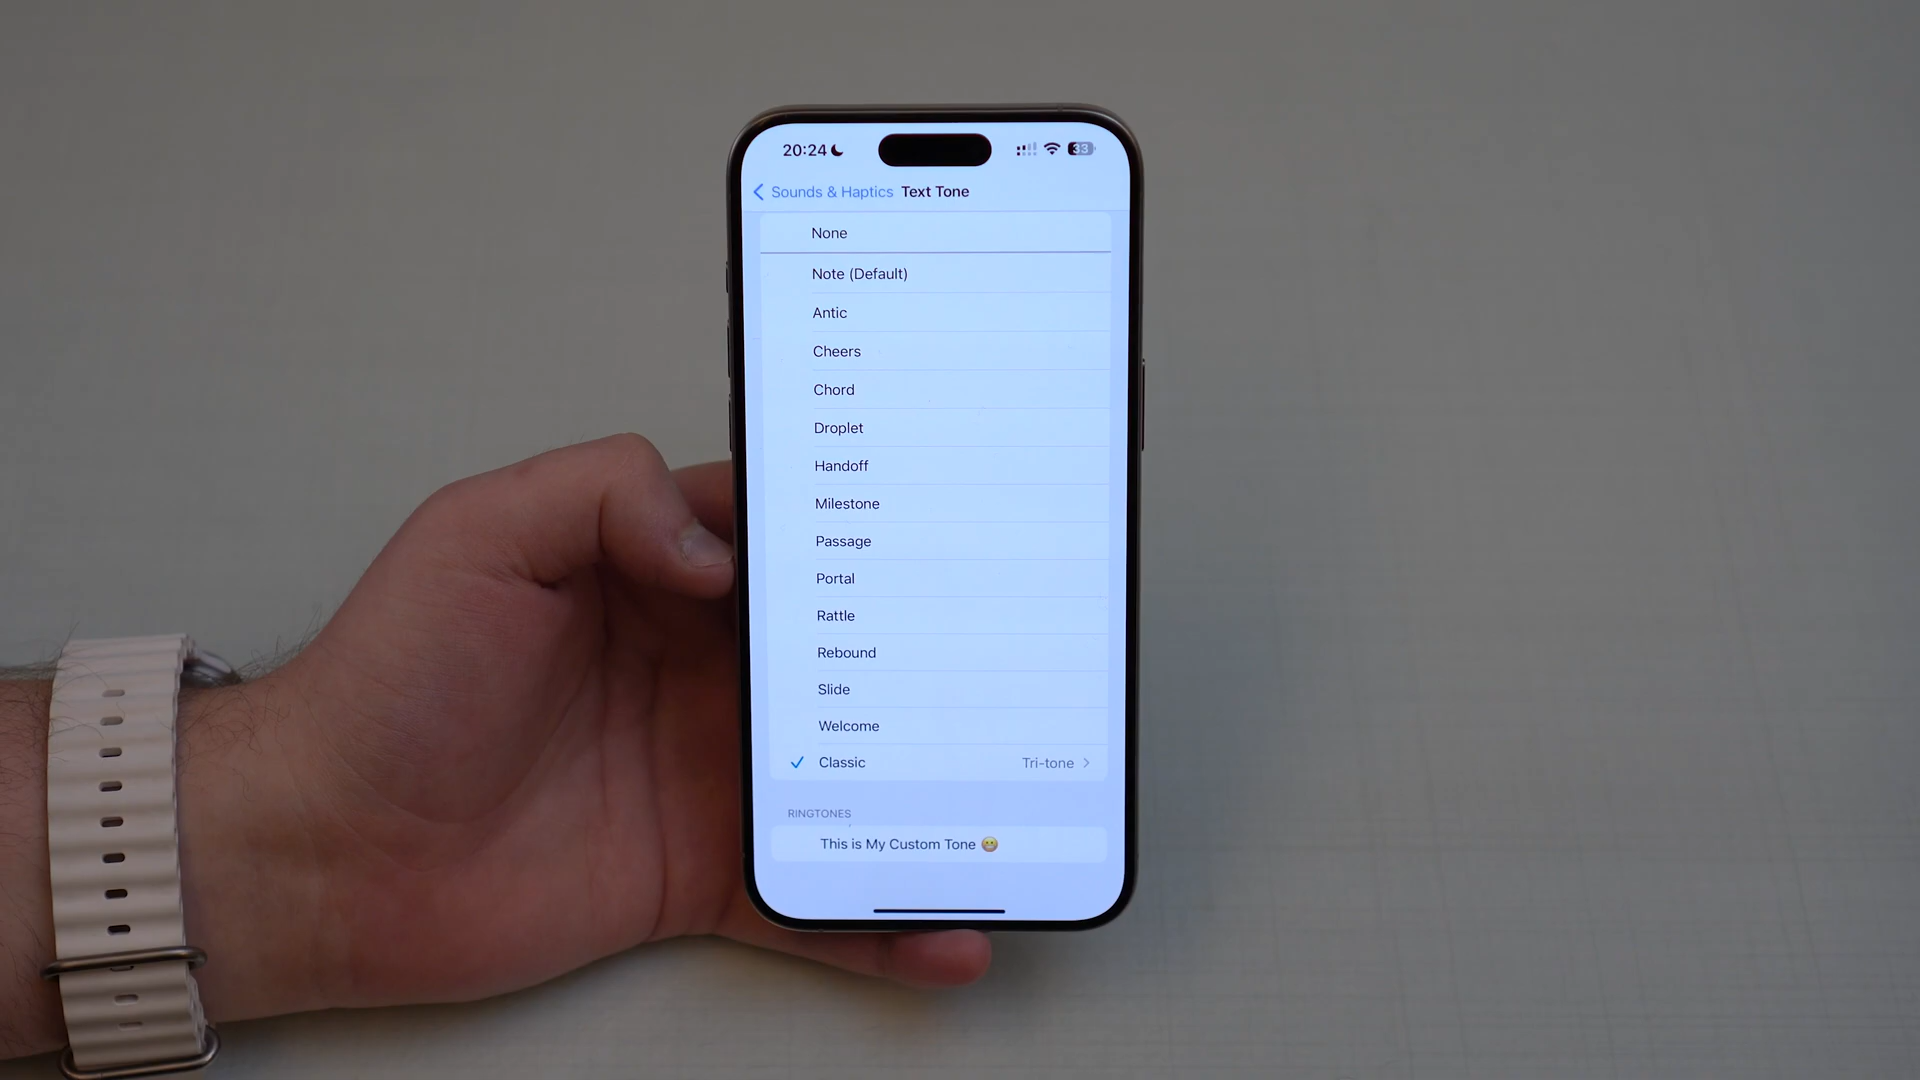 20:24 33
Sounds & Haptics Text Tone
None
Note (Default)
Antic
Cheers
Chord
Droplet
Handoff
Milestone
Passage
Portal
Rattle
Rebound
Slide
Welcome
Classic Tri-tone
RINGTONES
This is My Custom Tone 😬